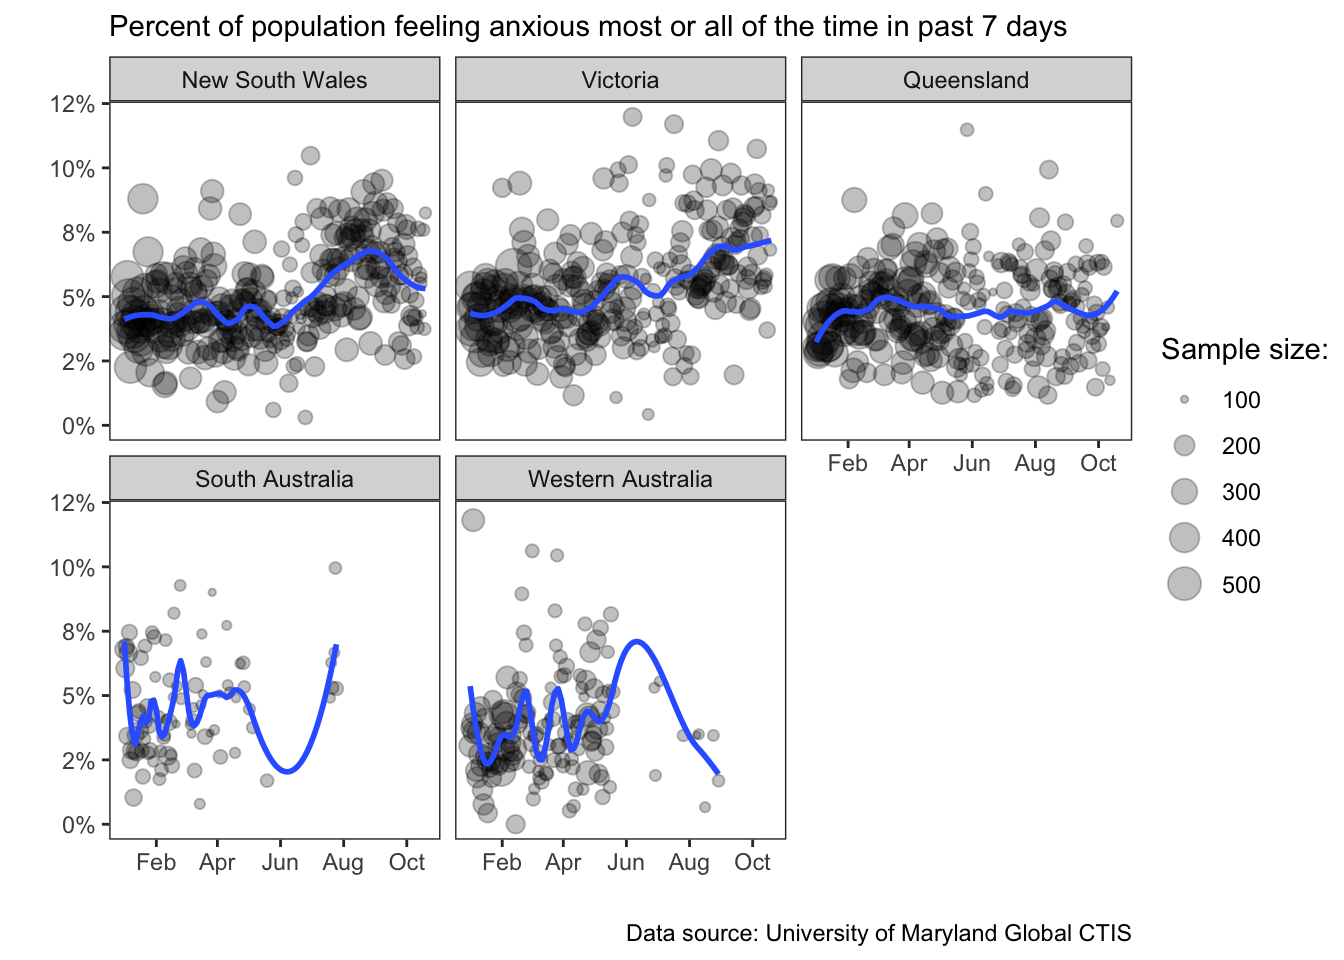 Percent of population feeling anxious most or all of the time in past 7 days
New South Wales
Victoria
Queensland
12%
10%
8%
5%
2%
0%
Feb Apr Jun Aug Oct
South Australia
Western Australia
12%
10%
8%
5%
2%
0%
Feb Apr Jun Aug Oct
Feb Apr Jun Aug Oct
Sample size:
100
200
300
400
500
Data source: University of Maryland Global CTIS